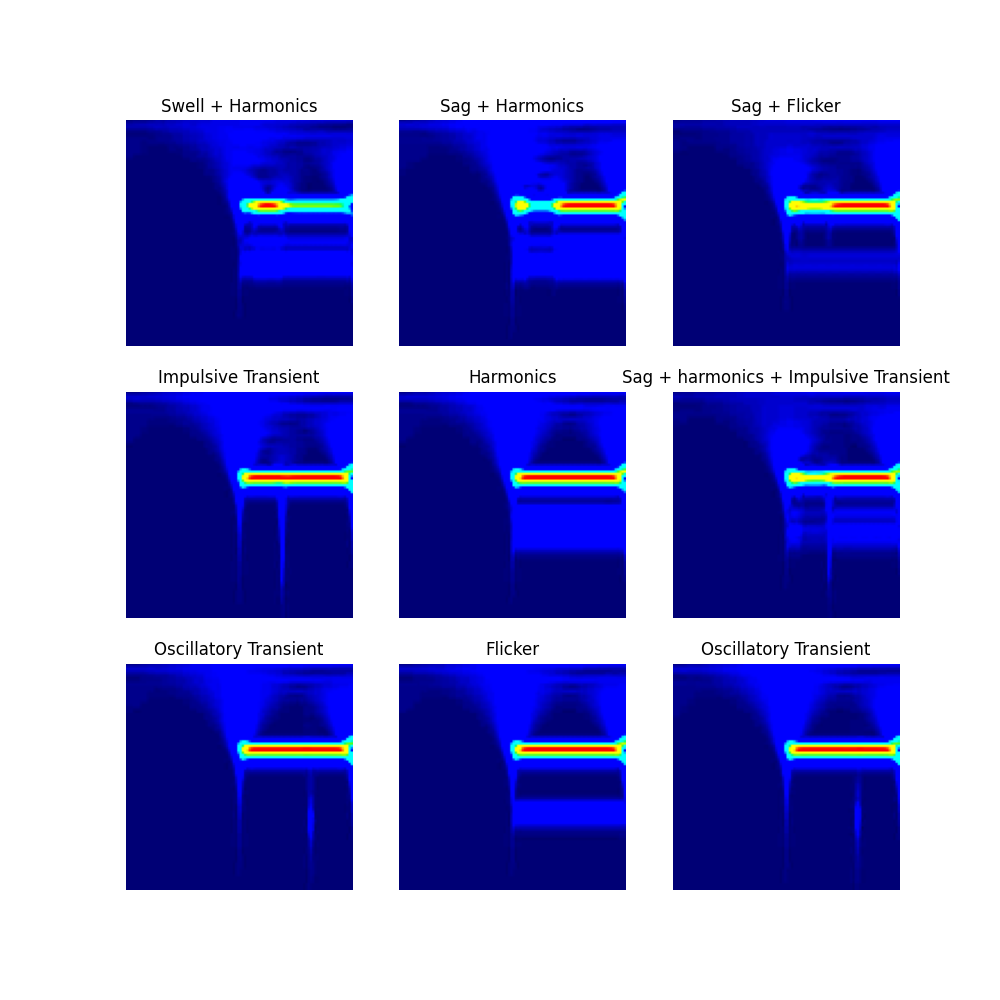 Swell + Harmonics
Sag + Harmonics
Sag + Flicker
Impulsive Transient
Harmonics
Sag + harmonics + Impulsive Transient
Oscillatory Transient
Flicker
Oscillatory Transient